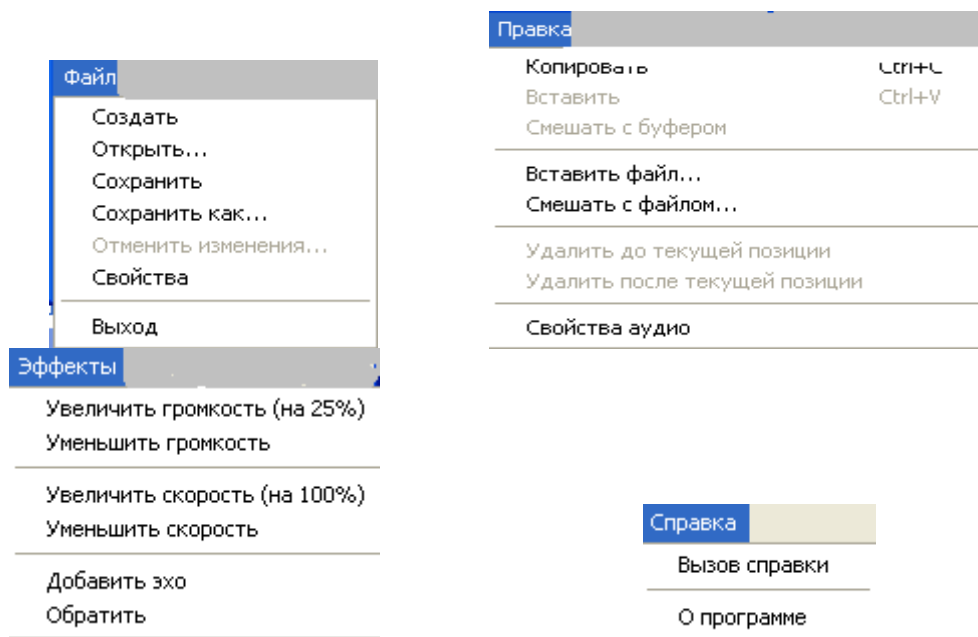 Файл
Создать
Открыть...
Сохранить
Сохранить как...
Отменить изменения...
Свойства
Выход
Правка
Копировать Ctrl+C
Вставить Ctrl+V
Смешать с буфером
Вставить файл...
Смешать с файлом...
Удалить до текущей позиции
Удалить после текущей позиции
Свойства аудио
Эффекты
Увеличить громкость (на 25%)
Уменьшить громкость
Увеличить скорость (на 100%)
Уменьшить скорость
Добавить эхо
Обратить
Справка
Вызов справки
О программе